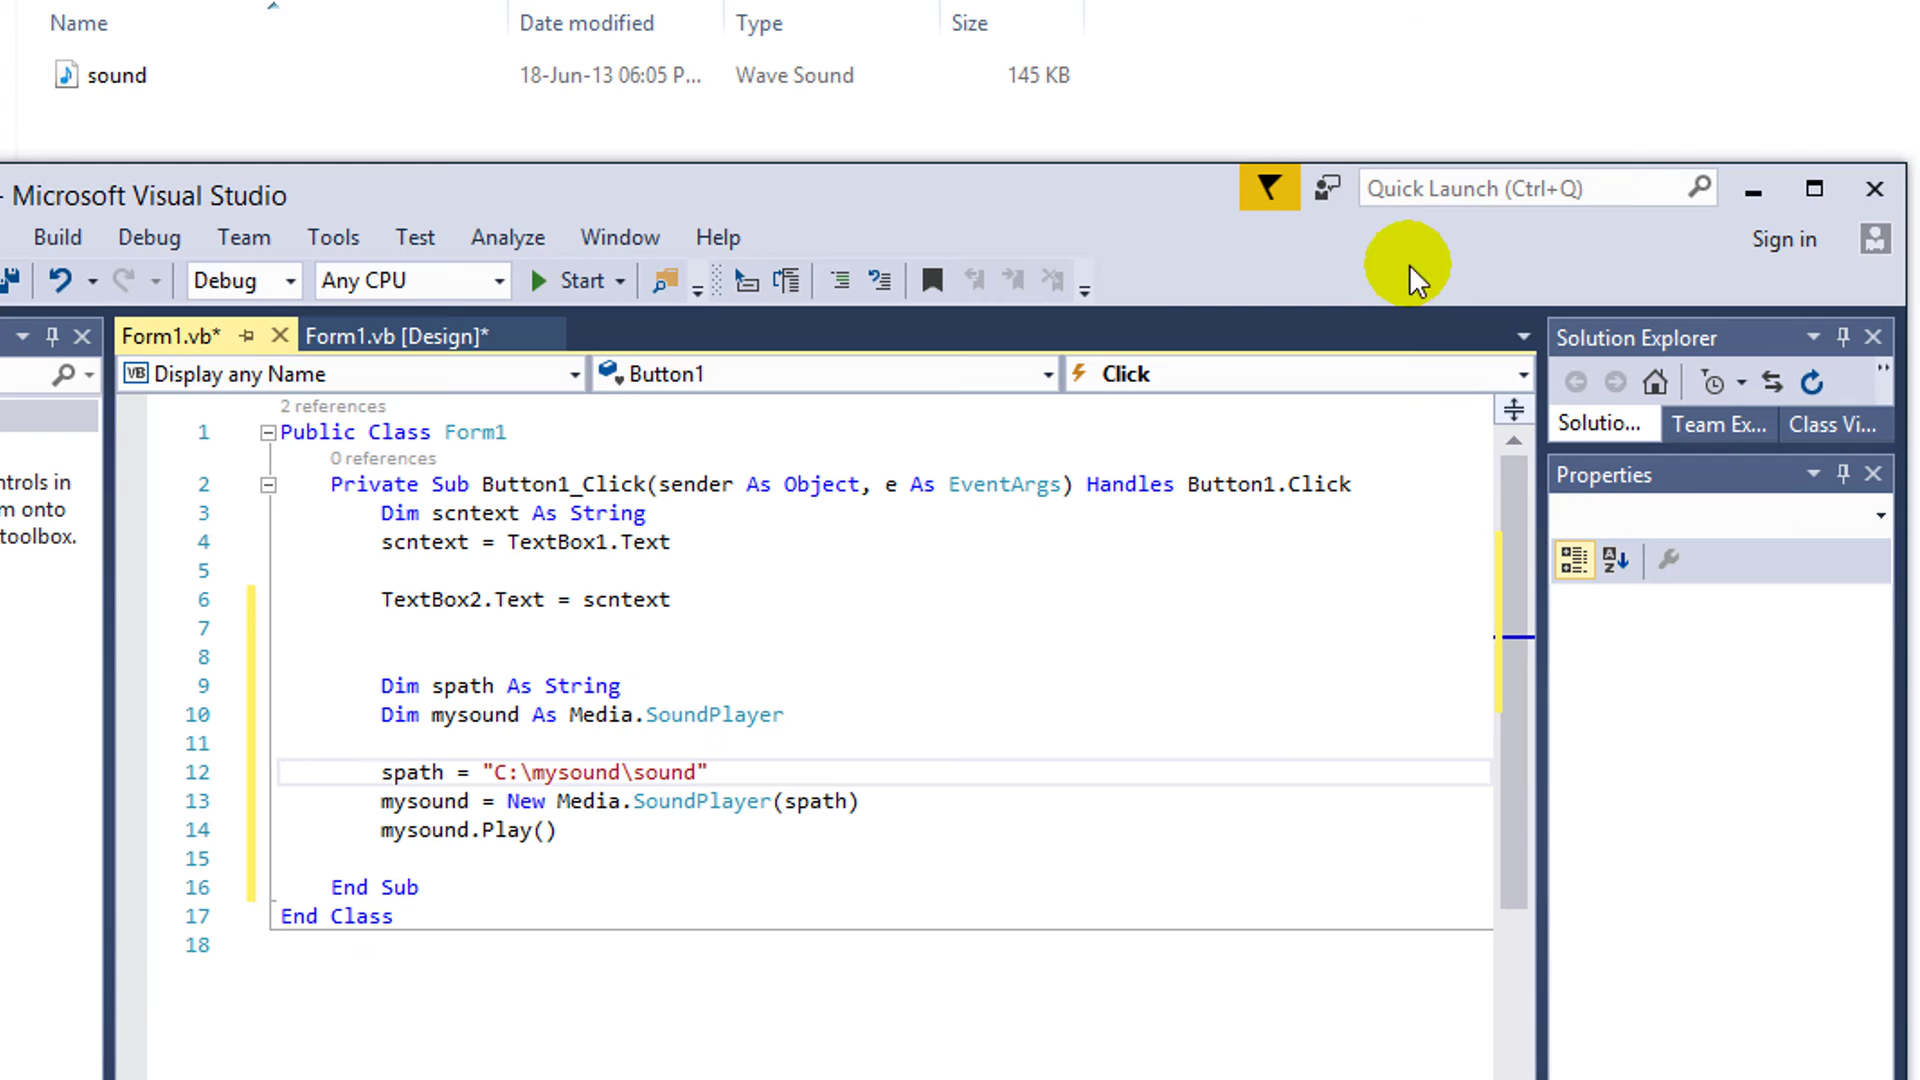 Name Date modified Type Size
sound 18-Jun-13 06:05 P... Wave Sound 145 KB
- Microsoft Visual Studio Quick Launch (Ctrl+Q)
Build Debug Team Tools Test Analyze Window Help Sign in
Debug Any CPU Start
Form1.vb* Form1.vb [Design]* Solution Explorer
Display any Name Button1 Click
Solutio... Team Ex... Class Vi...
Properties
ntrols in
m onto
toolbox.
2 references
1 Public Class Form1
0 references
2 Private Sub Button1_Click(sender As Object, e As EventArgs) Handles Button1.Click
3 Dim scntext As String
4 scntext = TextBox1.Text
5
6 TextBox2.Text = scntext
7
8
9 Dim spath As String
10 Dim mysound As Media.SoundPlayer
11
12 spath = "C:\mysound\sound"
13 mysound = New Media.SoundPlayer(spath)
14 mysound.Play()
15
16 End Sub
17 End Class
18